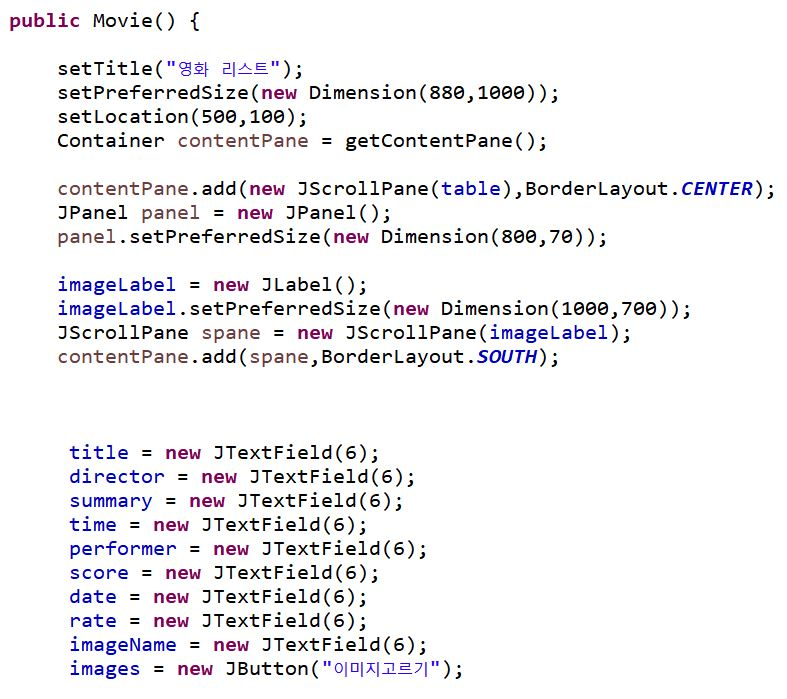 public Movie() {
setTitle("영화 리스트");
setPreferredSize(new Dimension(880,1000));
setLocation(500,100);
Container contentPane = getContentPane();
contentPane.add(new JScrollPane(table),BorderLayout.CENTER);
JPanel panel = new JPanel();
panel.setPreferredSize(new Dimension(800,70));
imageLabel = new JLabel();
imageLabel.setPreferredSize(new Dimension(1000,700));
JScrollPane spane = new JScrollPane(imageLabel);
contentPane.add(spane,BorderLayout.SOUTH);
title = new JTextField(6);
director = new JTextField(6);
summary = new JTextField(6);
time = new JTextField(6);
performer = new JTextField(6);
score = new JTextField(6);
date = new JTextField(6);
rate = new JTextField(6);
imageName = new JTextField(6);
images = new JButton("이미지고르기");